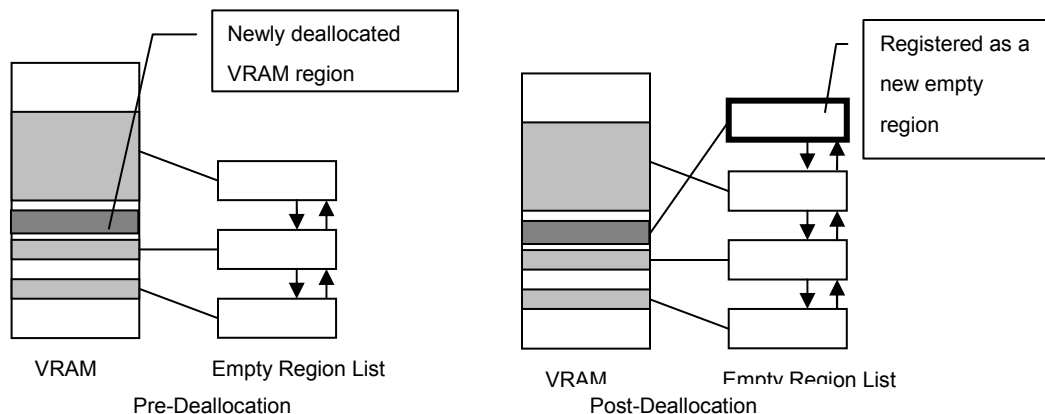 Newly deallocated
VRAM region
VRAM
Empty Region List
Pre-Deallocation
Registered as a
new empty
region
VRAM
Empty Region List
Post-Deallocation